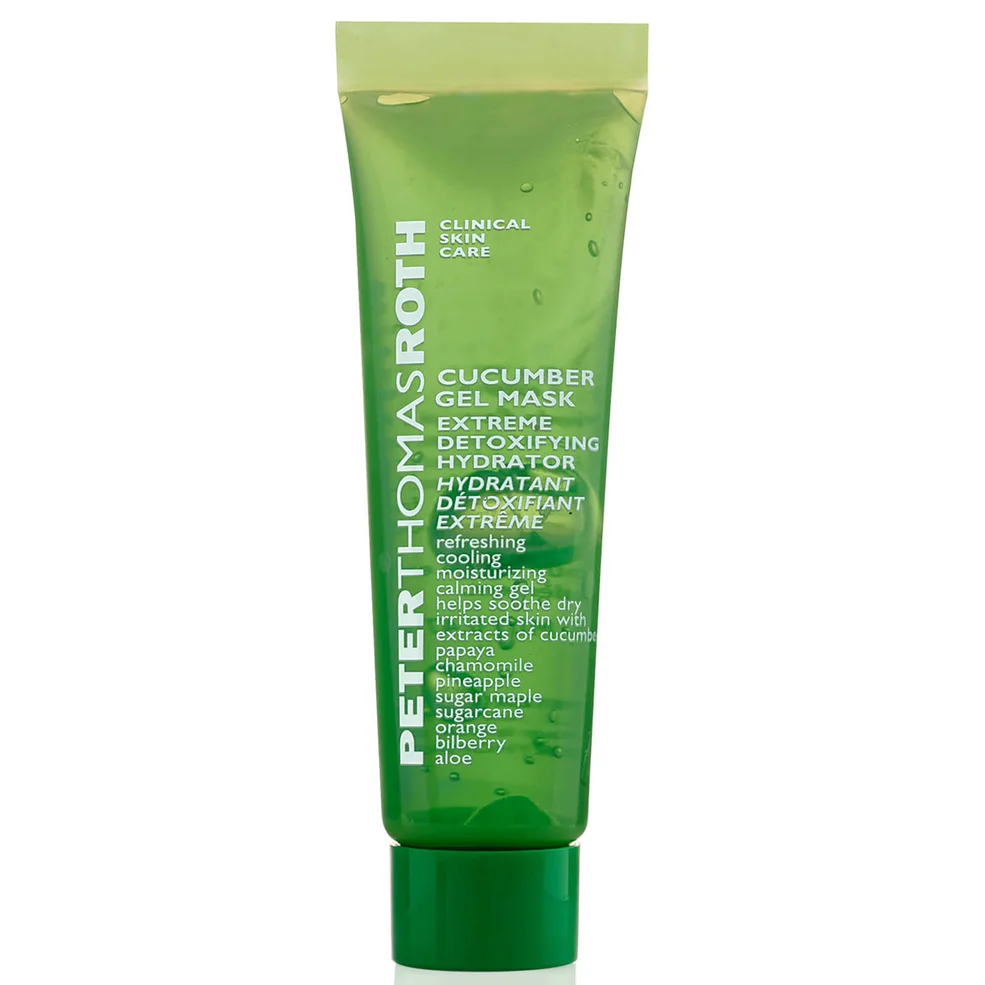 PETERTHOMASROTH
CLINICAL
SKIN
CARE
CUCUMBER
GEL MASK
EXTREME
DETOXIFYING
HYDRATOR
HYDRATANT
DÉTOXIFIANT
EXTRÊME
refreshing
cooling
moisturizing
calming gel
helps soothe dry
irritated skin with
extracts of cucumber
papaya
chamomile
pineapple
sugar maple
sugarcane
orange
bilberry
aloe